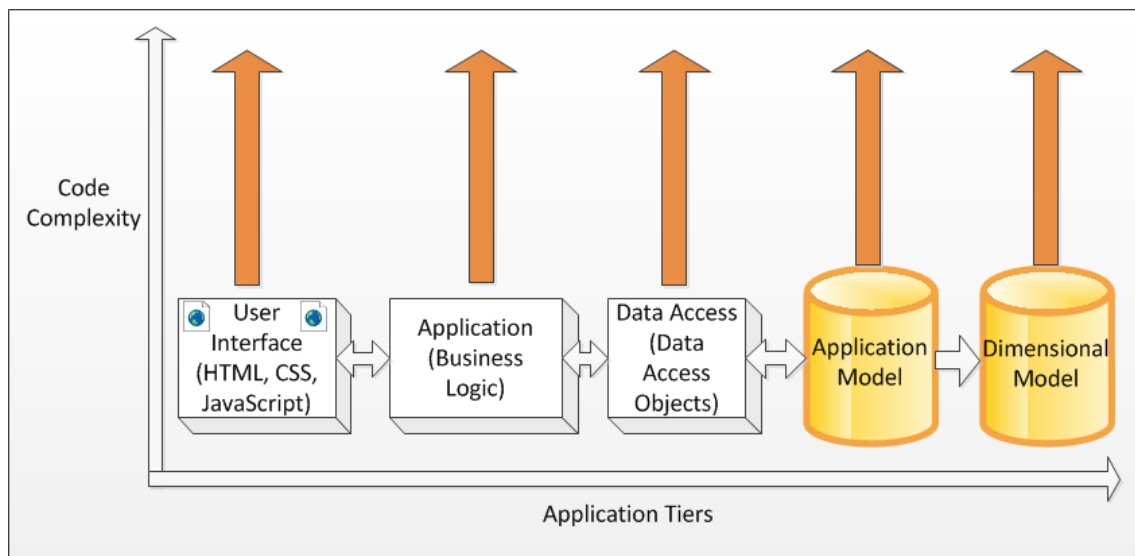 Code
Complexity
User
Interface
(HTML, CSS,
JavaScript)
Application
(Business
Logic)
Data Access
(Data
Access
Objects)
Application
Model
Dimensional
Model
Application Tiers